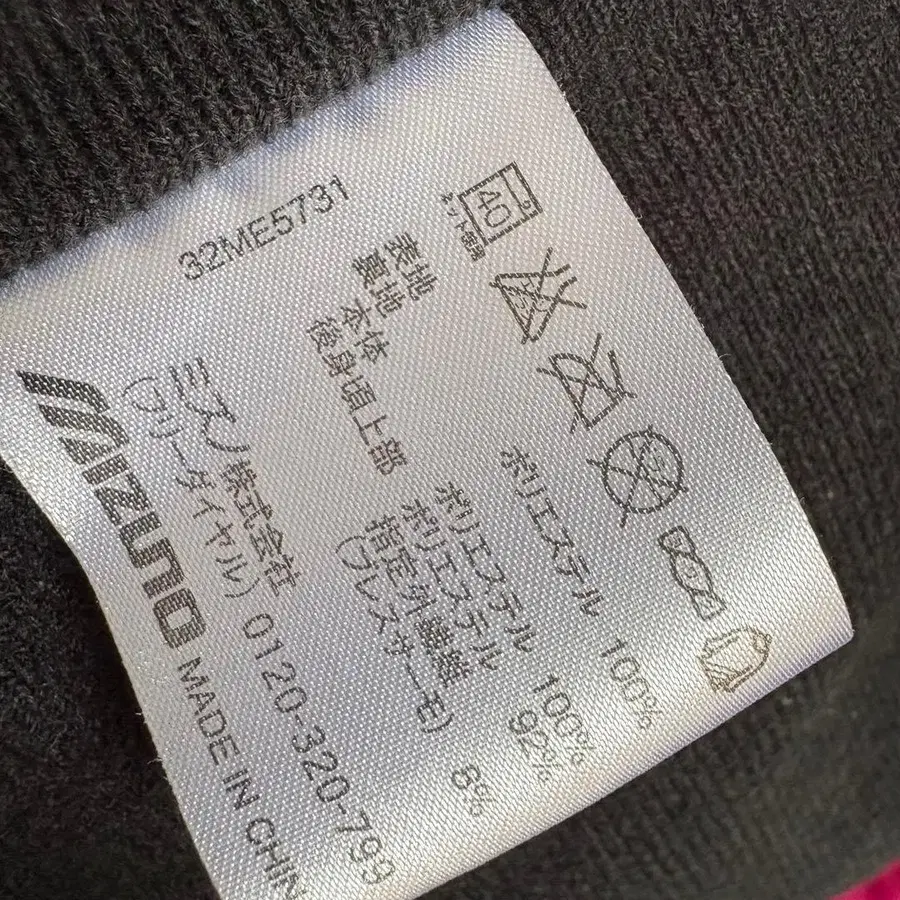 32ME5731
40
ネット使用
表地 ポリエステル 100%
裏地 本体 ポリエステル 100%
後身頃上部 ポリエステル 92%
指定外繊維 8%
(ブレスサーモ)
ミズノ株式会社
(フリーダイヤル) 0120-320-799
MIZUNO MADE IN CHIN